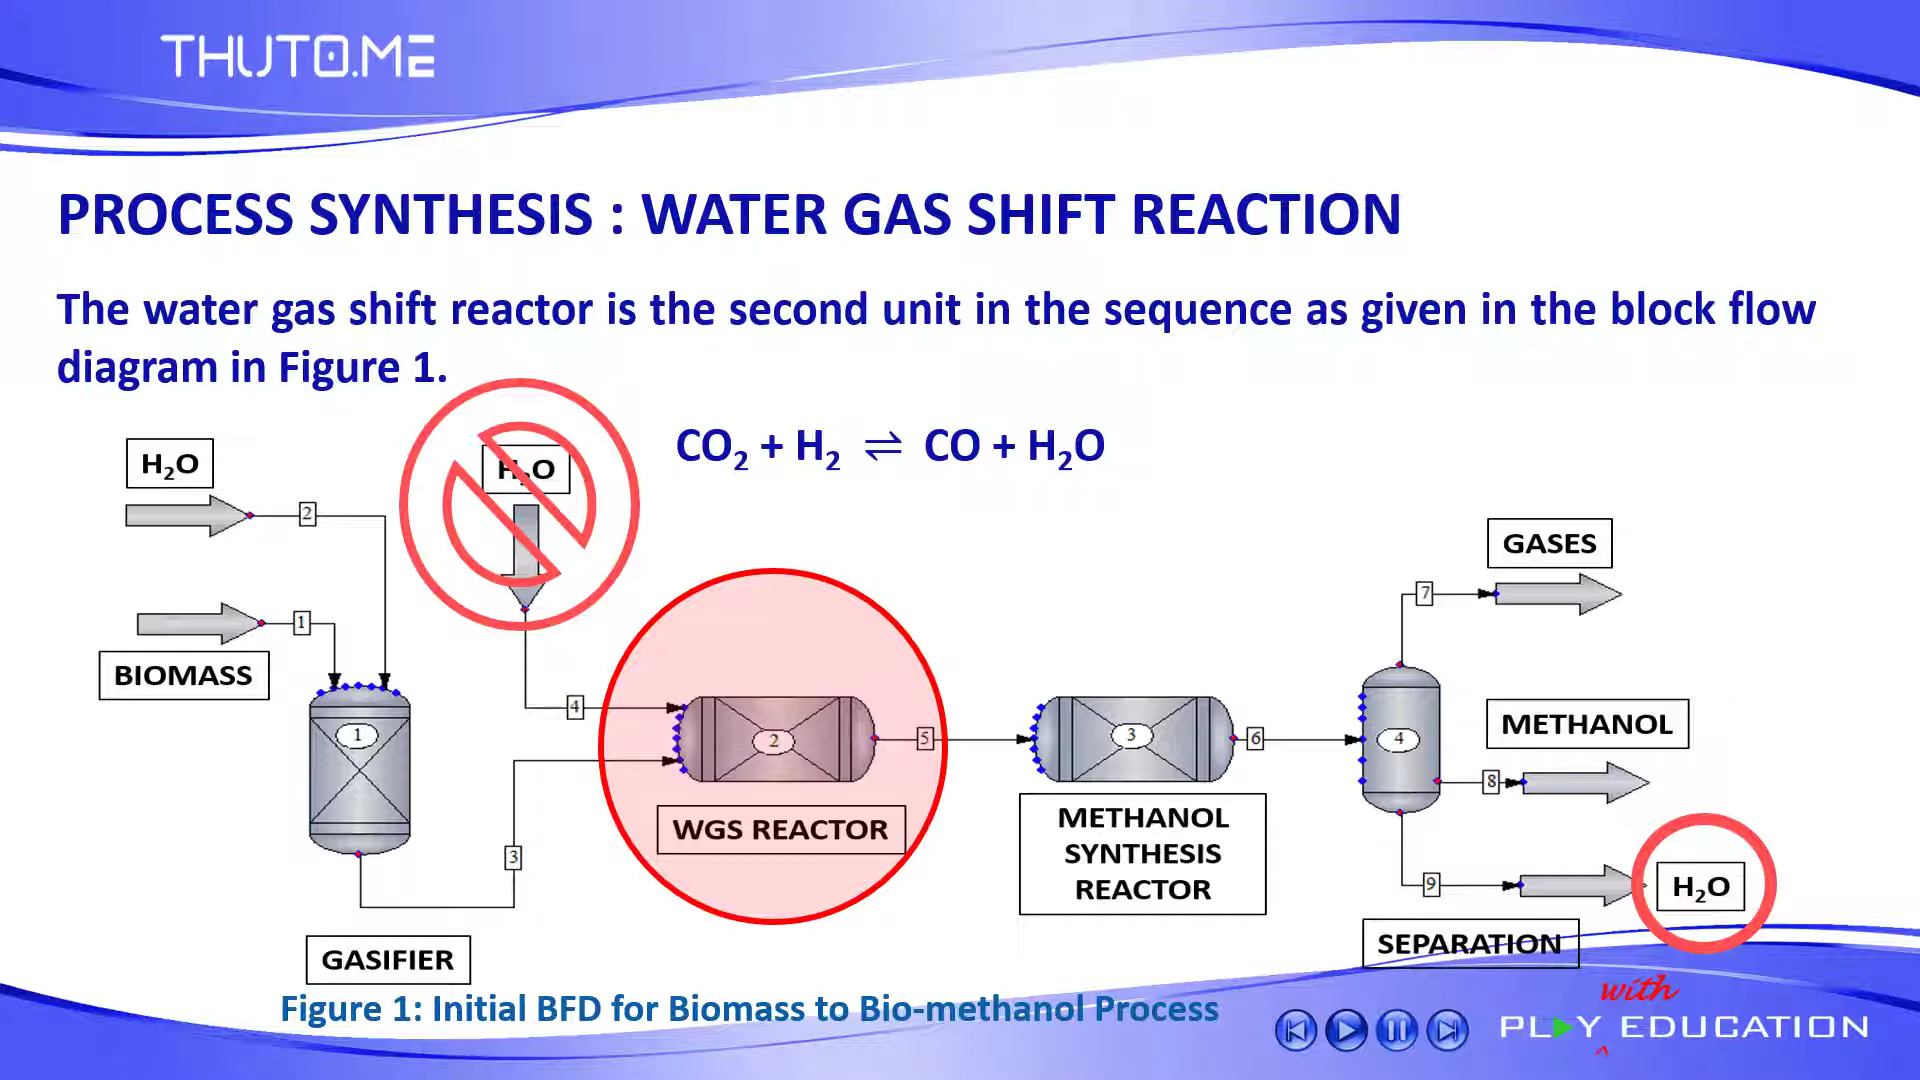 THUTO.ME
PROCESS SYNTHESIS : WATER GAS SHIFT REACTION
The water gas shift reactor is the second unit in the sequence as given in the block flow
diagram in Figure 1.
CO₂ + H₂ ⇌ CO + H₂O
H₂O
H₂O
2
1
BIOMASS
1
4
3
GASIFIER
2
WGS REACTOR
5
3
METHANOL
SYNTHESIS
REACTOR
6
4
7
GASES
METHANOL
8
9
H₂O
SEPARATION
Figure 1: Initial BFD for Biomass to Bio-methanol Process
with
PLAY EDUCATION
^